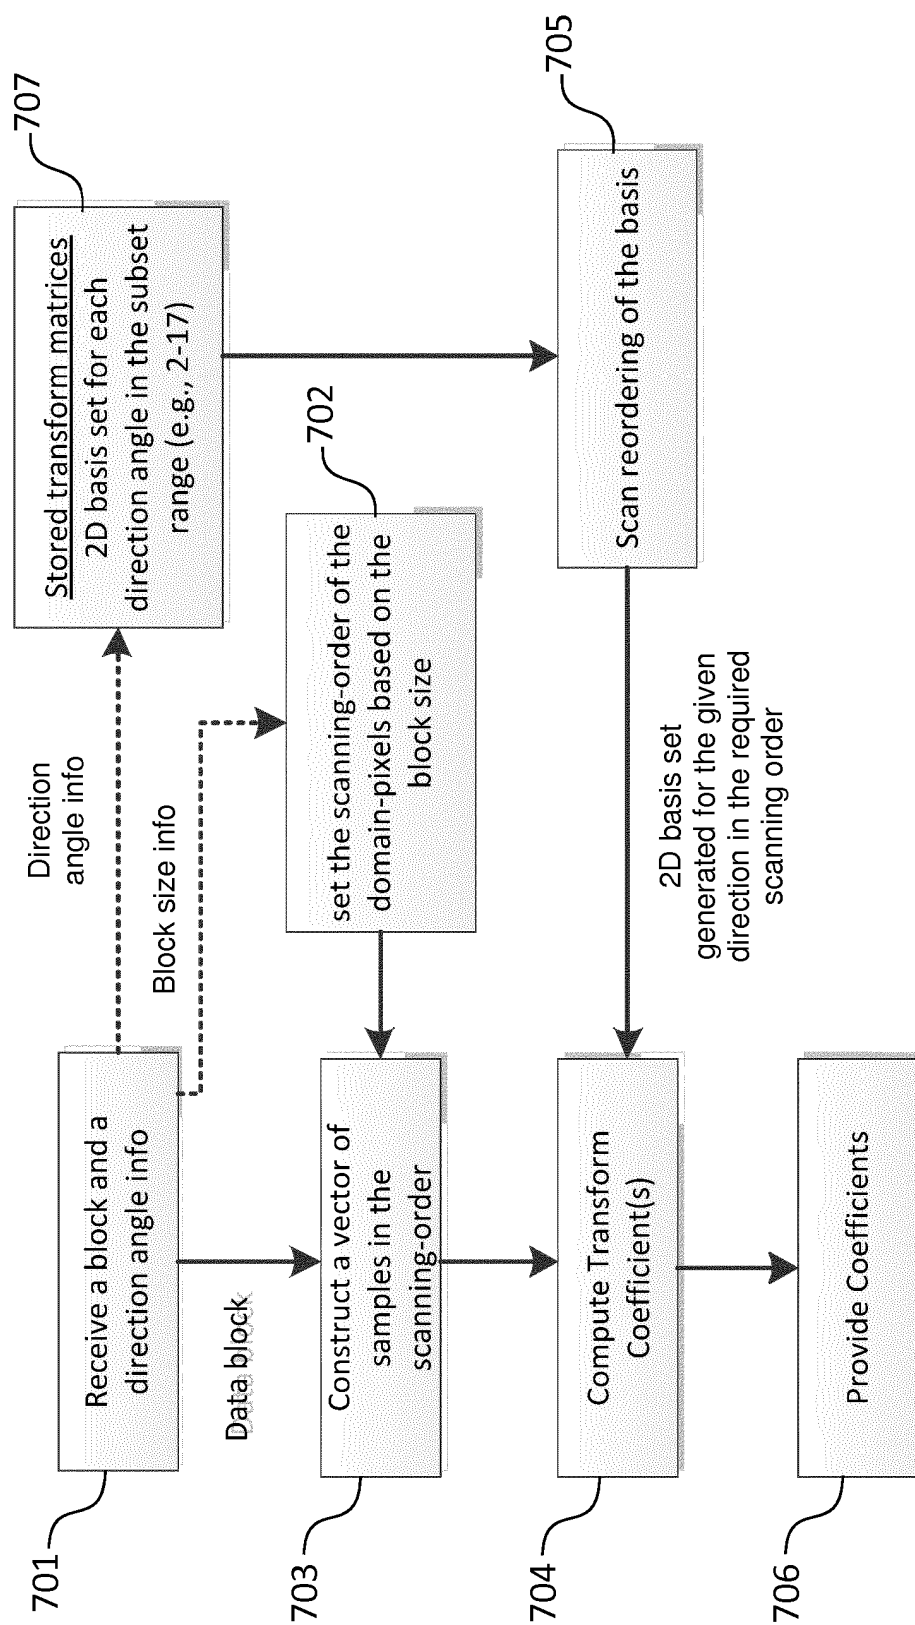 701
Receive a block and a
direction angle info
Direction
angle info
Block size info
707
Stored transform matrices
2D basis set for each
direction angle in the subset
range (e.g., 2-17)
Data block
702
set the scanning-order of the
domain-pixels based on the
block size
703
Construct a vector of
samples in the
scanning-order
704
Compute Transform
Coefficient(s)
2D basis set
generated for the given
direction in the required
scanning order
705
Scan reordering of the basis
706
Provide Coefficients